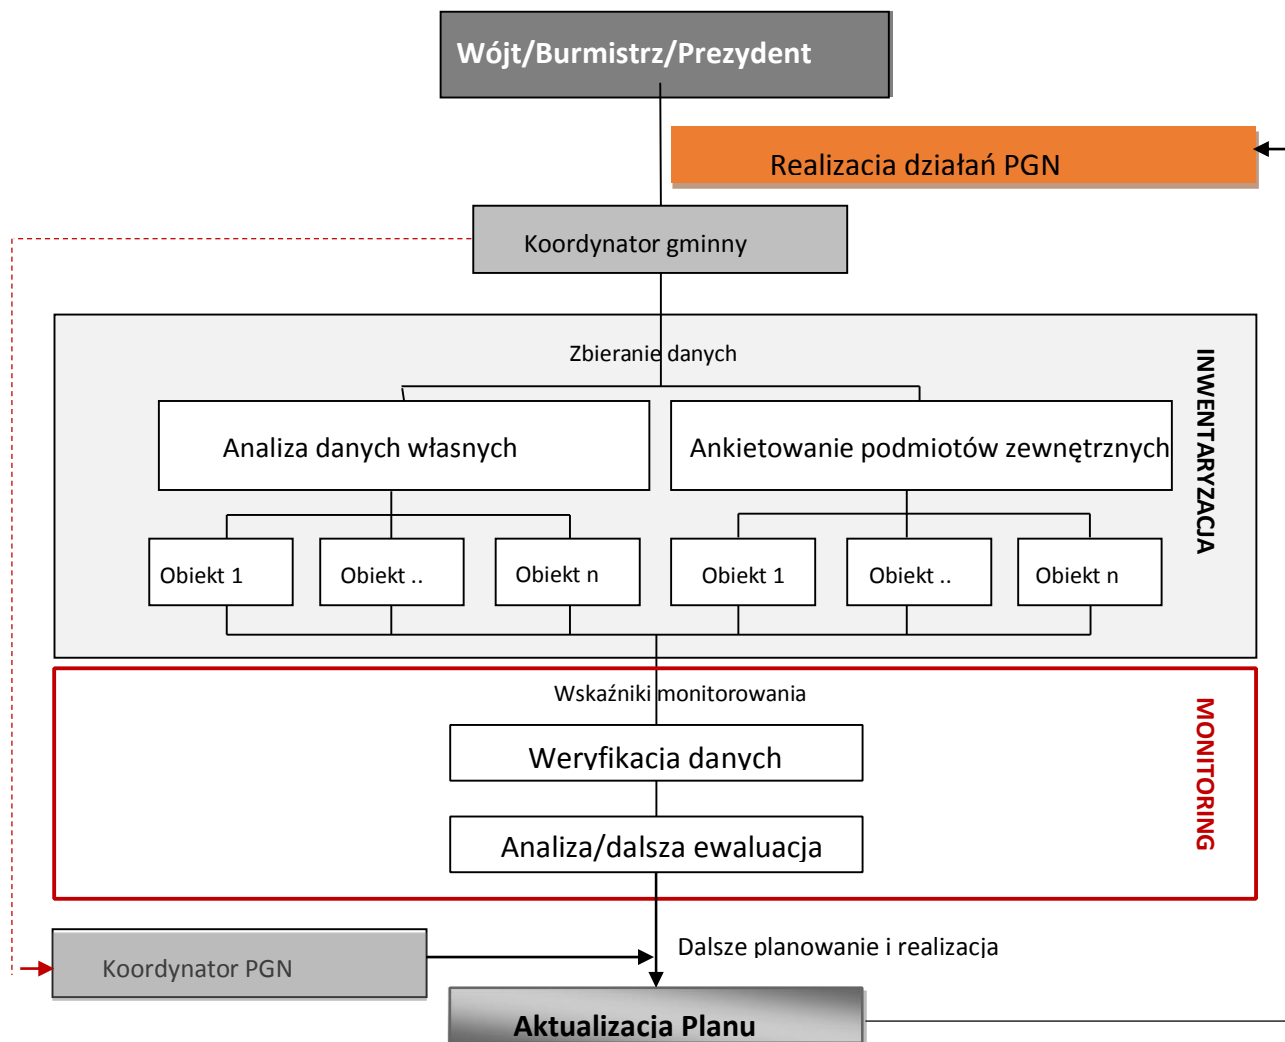 Wójt/Burmistrz/Prezydent
Realizacja działań PGN
Koordynator gminny
Zbieranie danych
INWENTARYZACJA
Analiza danych własnych
Ankietowanie podmiotów zewnętrznych
Obiekt 1
Obiekt ..
Obiekt n
Obiekt 1
Obiekt ..
Obiekt n
Wskaźniki monitorowania
MONITORING
Weryfikacja danych
Analiza/dalsza ewaluacja
Dalsze planowanie i realizacja
Koordynator PGN
Aktualizacja Planu